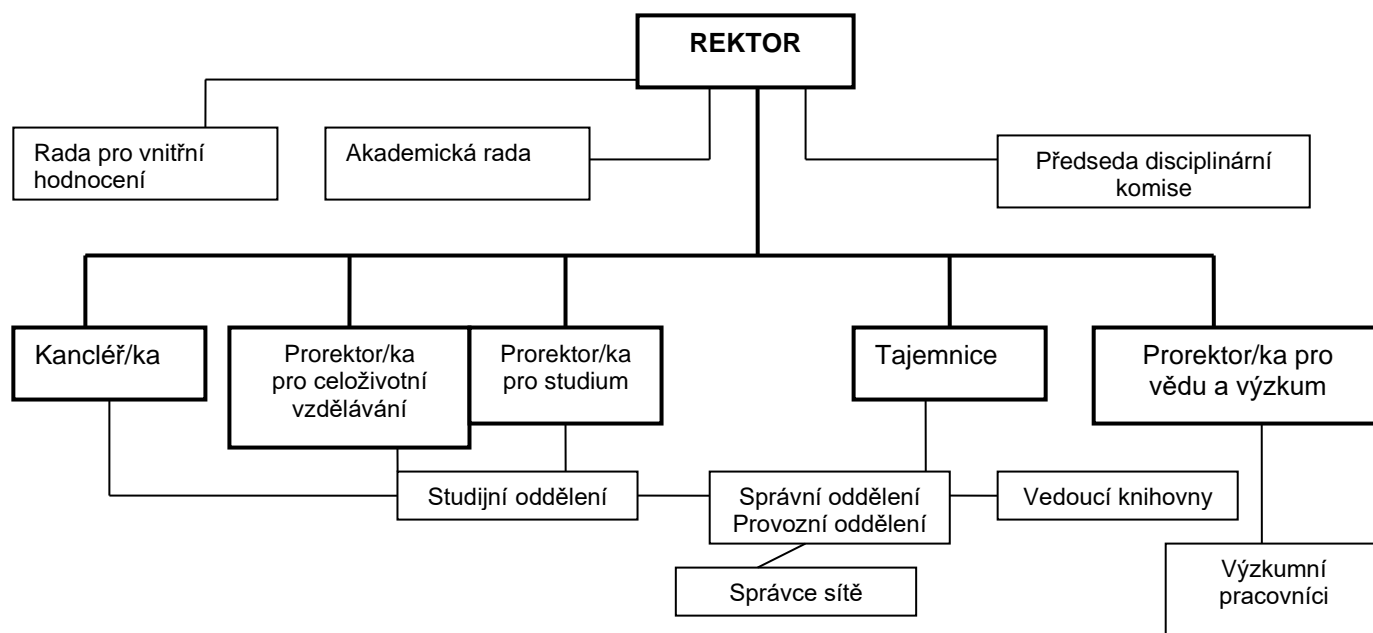 REKTOR
Rada pro vnitřní
hodnocení
Akademická rada
Předseda disciplinární
komise
Kancléř/ka
Prorektor/ka
pro celoživotní
vzdělávání
Prorektor/ka
pro studium
Tajemnice
Prorektor/ka pro
vědu a výzkum
Studijní oddělení
Správní oddělení
Provozní oddělení
Vedoucí knihovny
Správce sítě
Výzkumní
pracovníci